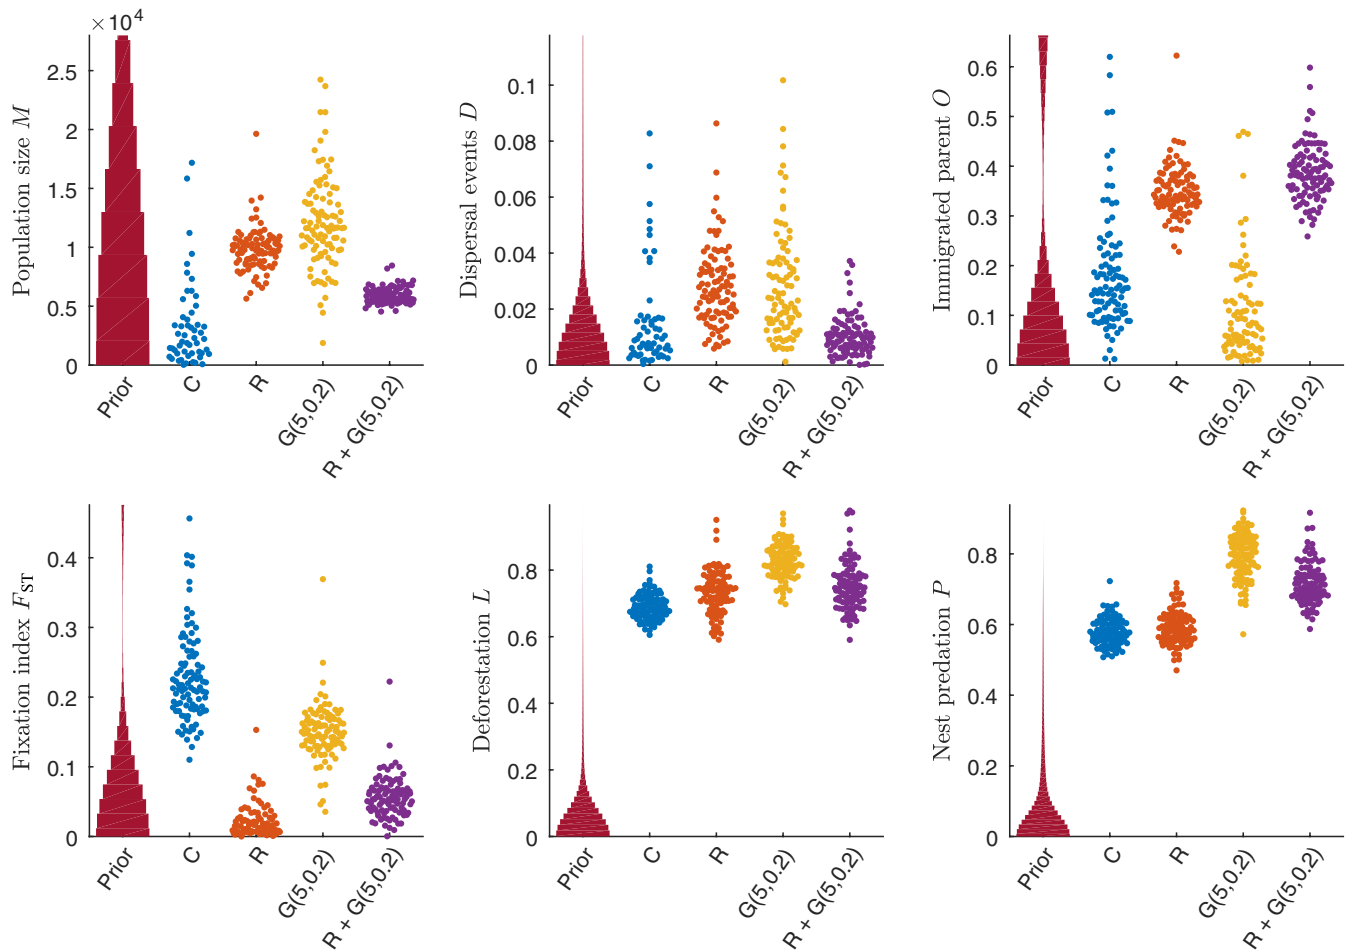 ×10⁴
2.5
2
1.5
1
0.5
0
Population size M
Prior
C
R
G(5,0.2)
R + G(5,0.2)
0.1
0.08
0.06
0.04
0.02
0
Dispersal events D
Prior
C
R
G(5,0.2)
R + G(5,0.2)
0.6
0.5
0.4
0.3
0.2
0.1
0
Immigrated parent O
Prior
C
R
G(5,0.2)
R + G(5,0.2)
0.4
0.3
0.2
0.1
0
Fixation index F_ST
Prior
C
R
G(5,0.2)
R + G(5,0.2)
0.8
0.6
0.4
0.2
0
Deforestation L
Prior
C
R
G(5,0.2)
R + G(5,0.2)
0.8
0.6
0.4
0.2
0
Nest predation P
Prior
C
R
G(5,0.2)
R + G(5,0.2)